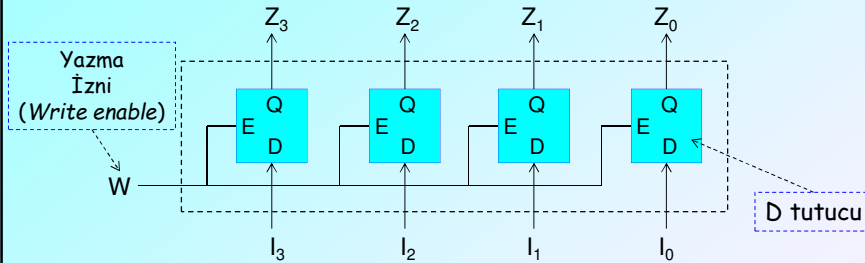 Z3 Z2 Z1 Z0
Yazma
İzni
(Write enable)
Q Q Q Q
E E E E
D D D D
W
D tutucu
I3 I2 I1 I0